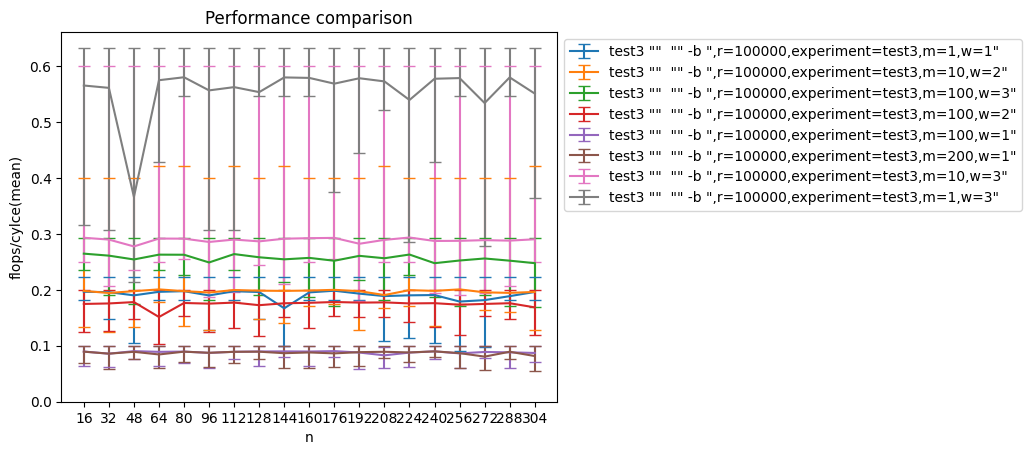 Performance comparison
flops/cylce(mean)
0.6
0.5
0.4
0.3
0.2
0.1
0.0
16 32 48 64 80 96 112 128 144 160 176 192 208 224 240 256 272 288 304
n
test3 ""  "" -b ",r=100000,experiment=test3,m=1,w=1"
test3 ""  "" -b ",r=100000,experiment=test3,m=10,w=2"
test3 ""  "" -b ",r=100000,experiment=test3,m=100,w=3"
test3 ""  "" -b ",r=100000,experiment=test3,m=100,w=2"
test3 ""  "" -b ",r=100000,experiment=test3,m=100,w=1"
test3 ""  "" -b ",r=100000,experiment=test3,m=200,w=1"
test3 ""  "" -b ",r=100000,experiment=test3,m=10,w=3"
test3 ""  "" -b ",r=100000,experiment=test3,m=1,w=3"